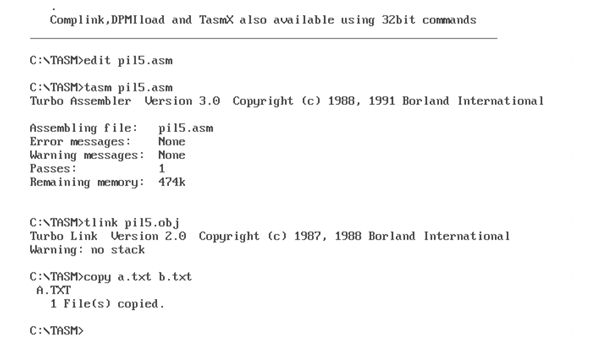 .
Complink,DPMIload and TasmX also available using 32bit commands
C:\TASM>edit pil5.asm
C:\TASM>tasm pil5.asm
Turbo Assembler  Version 3.0  Copyright (c) 1988, 1991 Borland International
Assembling file:   pil5.asm
Error messages:    None
Warning messages:  None
Passes:            1
Remaining memory:  474k
C:\TASM>tlink pil5.obj
Turbo Link  Version 2.0  Copyright (c) 1987, 1988 Borland International
Warning: no stack
C:\TASM>copy a.txt b.txt
A.TXT
1 File(s) copied.
C:\TASM>